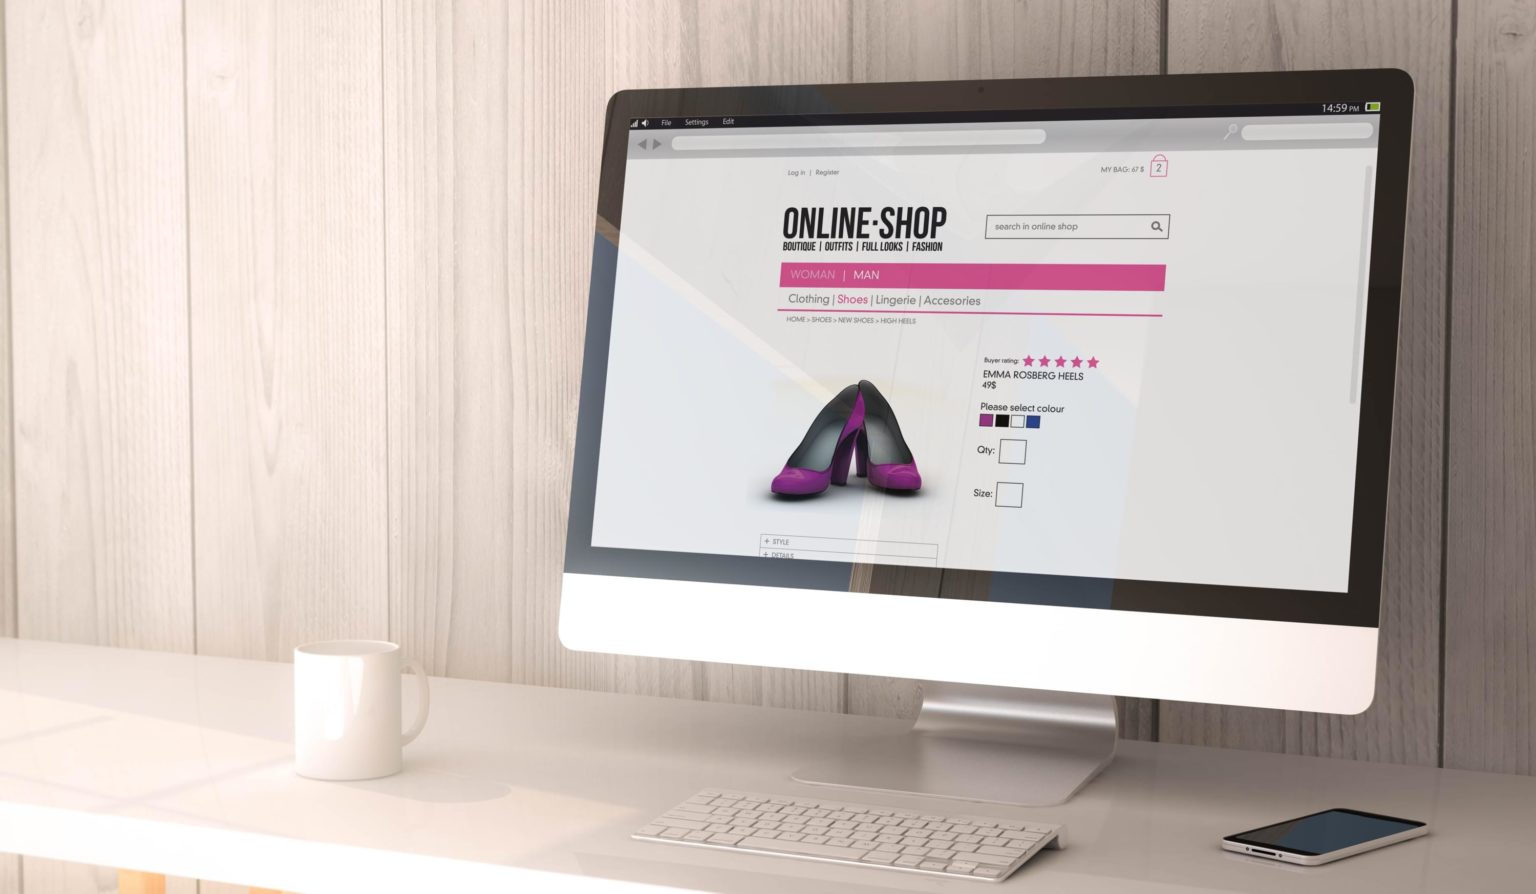 File Settings Edit 14:59 PM
Log in | Register
MY BAG: 67 $ 2
ONLINE·SHOP
BOUTIQUE | OUTFITS | FULL LOOKS | FASHION
search in online shop
WOMAN | MAN
Clothing | Shoes | Lingerie | Accesories
HOME > SHOES > NEW SHOES > HIGH HEELS
Buyer rating:
EMMA ROSBERG HEELS
49$
Please select colour
Qty:
Size:
+ STYLE
+ DETAILS